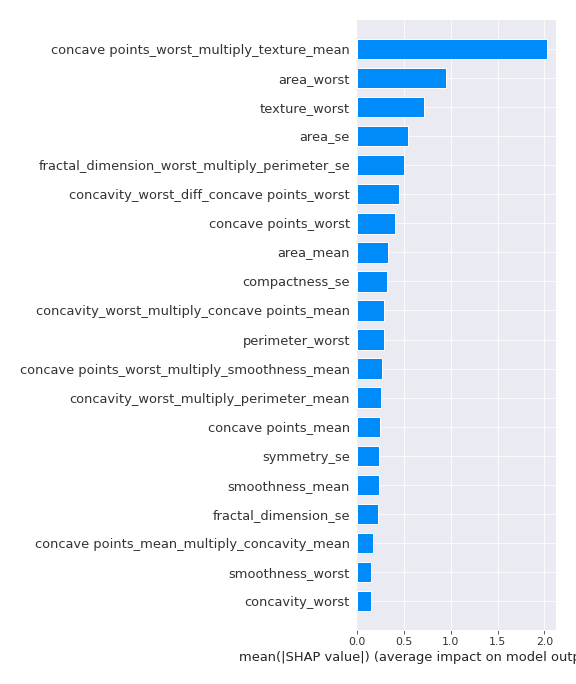 concave points_worst_multiply_texture_mean
area_worst
texture_worst
area_se
fractal_dimension_worst_multiply_perimeter_se
concavity_worst_diff_concave points_worst
concave points_worst
area_mean
compactness_se
concavity_worst_multiply_concave points_mean
perimeter_worst
concave points_worst_multiply_smoothness_mean
concavity_worst_multiply_perimeter_mean
concave points_mean
symmetry_se
smoothness_mean
fractal_dimension_se
concave points_mean_multiply_concavity_mean
smoothness_worst
concavity_worst
0.0 0.5 1.0 1.5 2.0
mean(|SHAP value|) (average impact on model outp